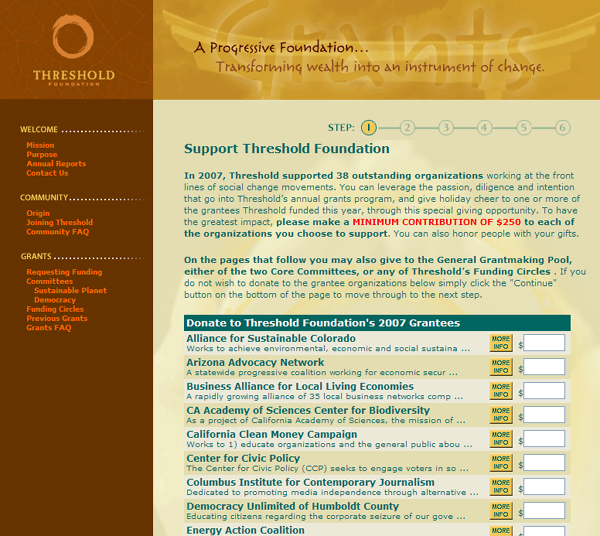 Grants
THRESHOLD
FOUNDATION
A Progressive Foundation...
Transforming wealth into an instrument of change.
WELCOME
Mission
Purpose
Annual Reports
Contact Us
COMMUNITY
Origin
Joining Threshold
Community FAQ
GRANTS
Requesting Funding
Committees
Sustainable Planet
Democracy
Funding Circles
Previous Grants
Grants FAQ
STEP: 1 2 3 4 5 6
Support Threshold Foundation
In 2007, Threshold supported 38 outstanding organizations working at the front
lines of social change movements. You can leverage the passion, diligence and intention
that go into Threshold's annual grants program, and give holiday cheer to one or more of
the grantees Threshold funded this year, through this special giving opportunity. To have
the greatest impact, please make a MINIMUM CONTRIBUTION OF $250 to each of
the organizations you choose to support. You can also honor people with your gifts.
On the pages that follow you may also give to the General Grantmaking Pool,
either of the two Core Committees, or any of Threshold's Funding Circles . If you
do not wish to donate to the grantee organizations below simply click the "Continue"
button on the bottom of the page to move through to the next step.
Donate to Threshold Foundation's 2007 Grantees
Alliance for Sustainable Colorado
Works to achieve environmental, economic and social sustaina ...
MORE INFO $
Arizona Advocacy Network
A statewide progressive coalition working for economic secur ...
MORE INFO $
Business Alliance for Local Living Economies
A rapidly growing alliance of 35 local business networks comp ...
MORE INFO $
CA Academy of Sciences Center for Biodiversity
As a project of California Academy of Sciences, the mission of ...
MORE INFO $
California Clean Money Campaign
Works to 1) educate organizations and the general public abou ...
MORE INFO $
Center for Civic Policy
The Center for Civic Policy (CCP) seeks to engage voters in so ...
MORE INFO $
Columbus Institute for Contemporary Journalism
Dedicated to promoting media independence through alternative ...
MORE INFO $
Democracy Unlimited of Humboldt County
Educating citizens regarding the corporate seizure of our gove ...
MORE INFO $
Energy Action Coalition
MORE